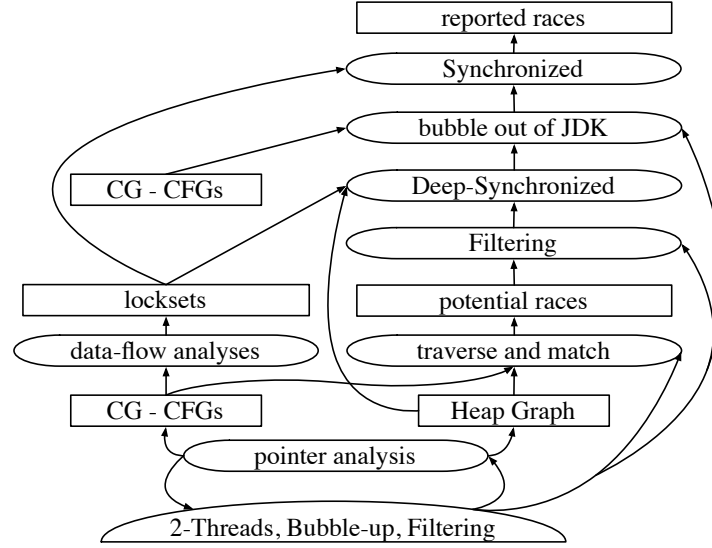 reported races
Synchronized
bubble out of JDK
CG - CFGs
Deep-Synchronized
Filtering
locksets
potential races
data-flow analyses
traverse and match
CG - CFGs
Heap Graph
pointer analysis
2-Threads, Bubble-up, Filtering